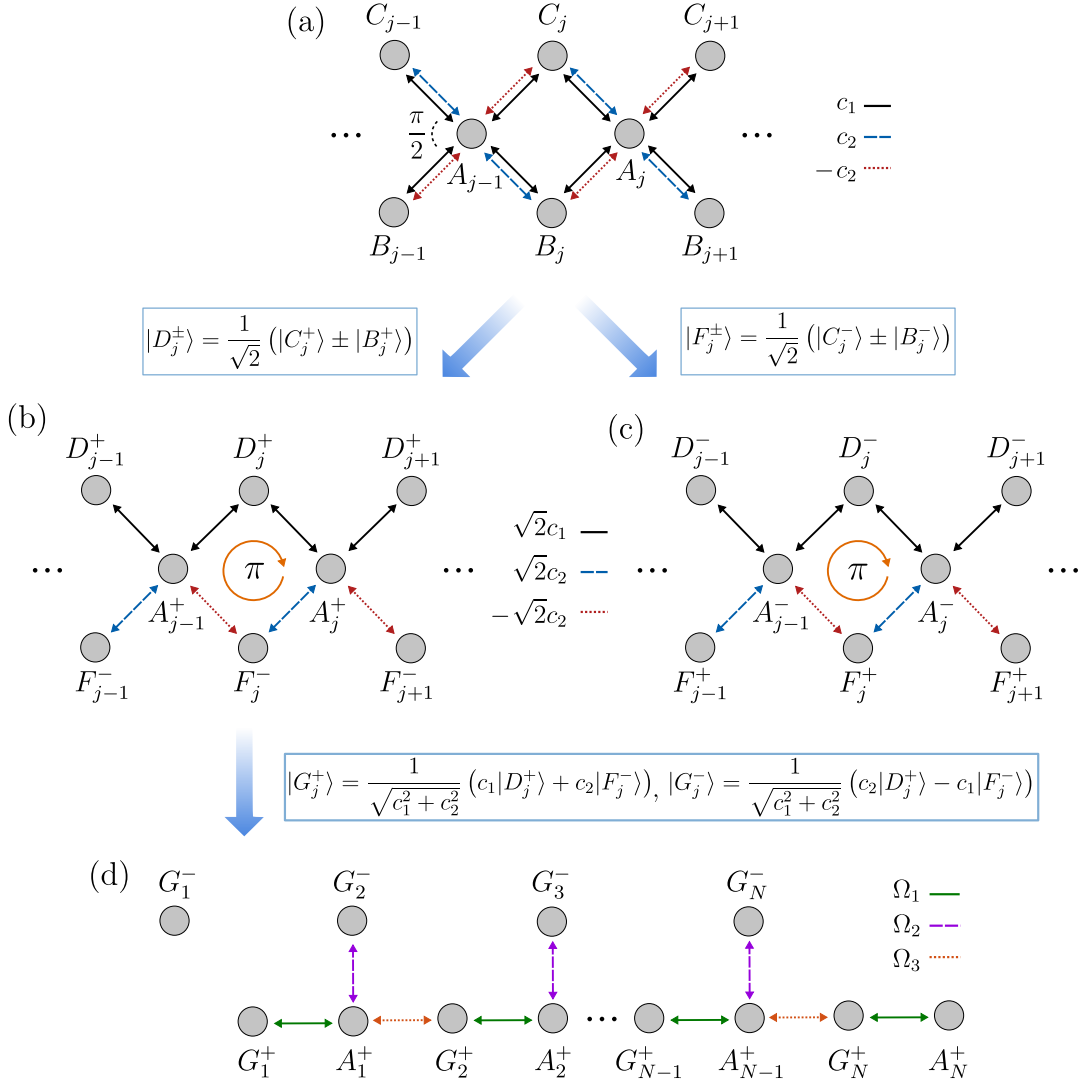 (a)
C_{j-1} C_j C_{j+1}
π/2
··· ···
A_{j-1} A_j
B_{j-1} B_j B_{j+1}
c_1
c_2
-c_2
|D_j^±⟩ = 1/√2 (|C_j^+⟩ ± |B_j^+⟩)
|F_j^±⟩ = 1/√2 (|C_j^-⟩ ± |B_j^-⟩)
(b)
D_{j-1}^+ D_j^+ D_{j+1}^+
··· π ···
A_{j-1}^+ A_j^+
F_{j-1}^- F_j^- F_{j+1}^-
√2c_1
√2c_2
-√2c_2
(c)
D_{j-1}^- D_j^- D_{j+1}^-
··· π ···
A_{j-1}^- A_j^-
F_{j-1}^+ F_j^+ F_{j+1}^+
|G_j^+⟩ = 1/√(c_1^2 + c_2^2) (c_1|D_j^+⟩ + c_2|F_j^-⟩), |G_j^-⟩ = 1/√(c_1^2 + c_2^2) (c_2|D_j^+⟩ - c_1|F_j^-⟩)
(d)
G_1^- G_2^- G_3^- G_N^-
Ω_1
Ω_2
Ω_3
···
G_1^+ A_1^+ G_2^+ A_2^+ G_{N-1}^+ A_{N-1}^+ G_N^+ A_N^+